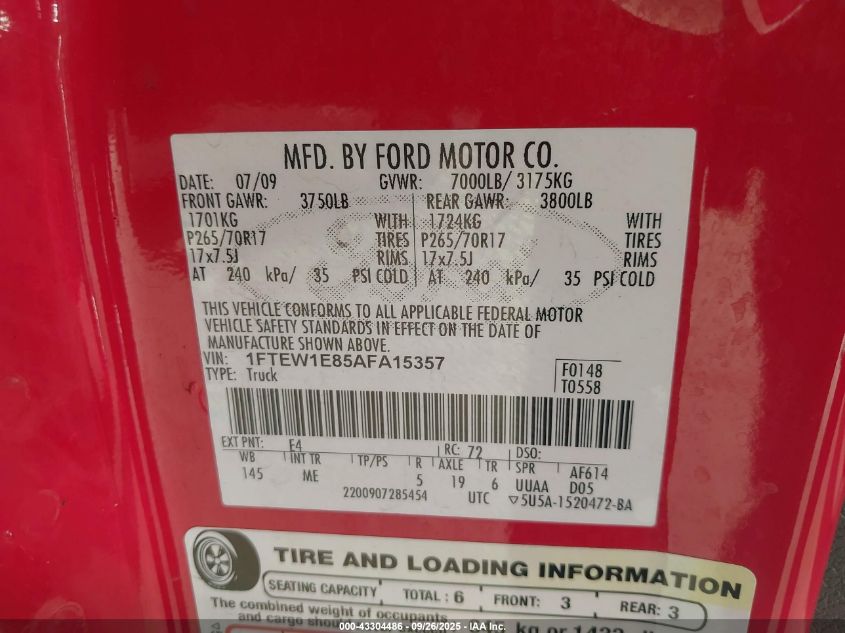 MFD. BY FORD MOTOR CO.
DATE: 07/09 GVWR: 7000LB/ 3175KG
FRONT GAWR: 3750LB REAR GAWR: 3800LB
1701KG WITH 1724KG WITH
P265/70R17 TIRES P265/70R17 TIRES
17x7.5J RIMS 17x7.5J RIMS
AT 240 kPa/ 35 PSI COLD AT 240 kPa/ 35 PSI COLD
THIS VEHICLE CONFORMS TO ALL APPLICABLE FEDERAL MOTOR
VEHICLE SAFETY STANDARDS IN EFFECT ON THE DATE OF
MANUFACTURE SHOWN ABOVE.
VIN: 1FTEW1E85AFA15357
TYPE: Truck
F0148
T0558
EXT PNT: E4 RC: 72 DSO:
WB INT TR TP/PS R AXLE TR SPR AF614
145 ME 5 19 6 UUAA D05
2200907285454 UTC ▽5U5A-1520472-BA
TIRE AND LOADING INFORMATION
SEATING CAPACITY TOTAL : 6 FRONT: 3 REAR: 3
The combined weight of occupants
and cargo
000-43304486 - 09/26/2025 - IAA Inc.